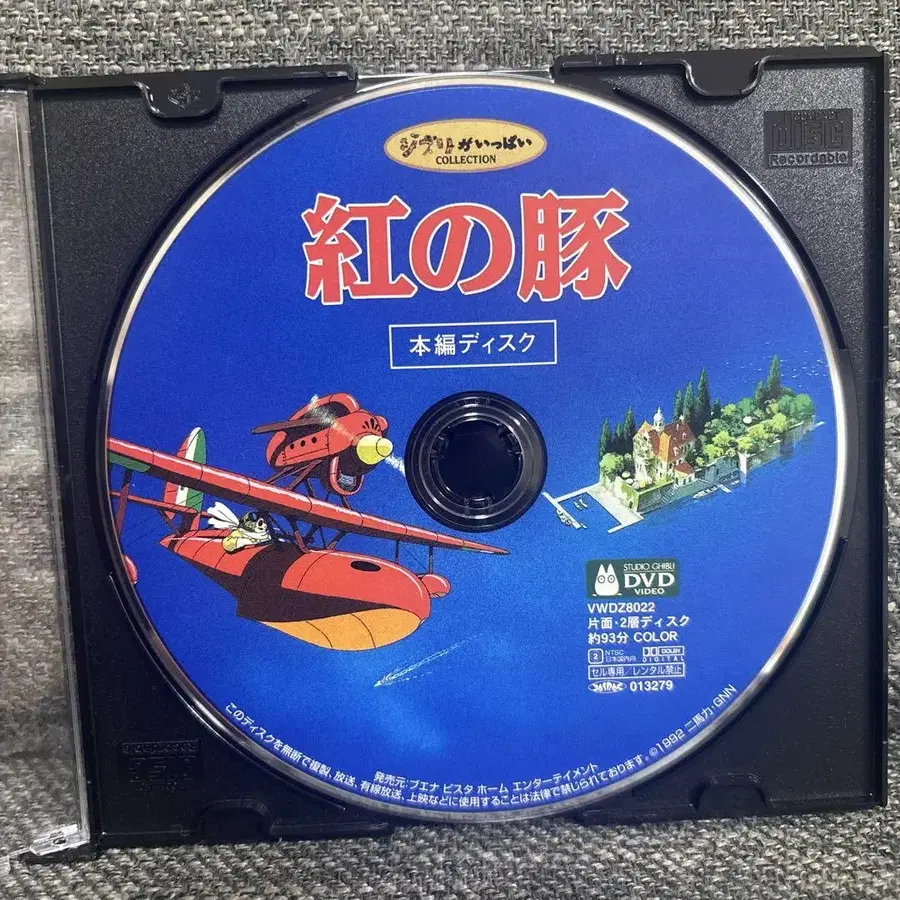 ジブリがいっぱい
COLLECTION
DISC
Recordable
紅の豚
本編ディスク
STUDIO GHIBLI
DVD
VIDEO
VWDZ8022
片面・2層ディスク
約93分 COLOR
2 NTSC 日本国内向 DOLBY DIGITAL
セル専用/レンタル禁止
JASRAC 013279
発売元:ブエナ ビスタ ホーム エンターテイメント
このディスクを無断で複製、放送、有線放送、上映などに使用することは法律で禁じられております。©1992 二馬力・GNN